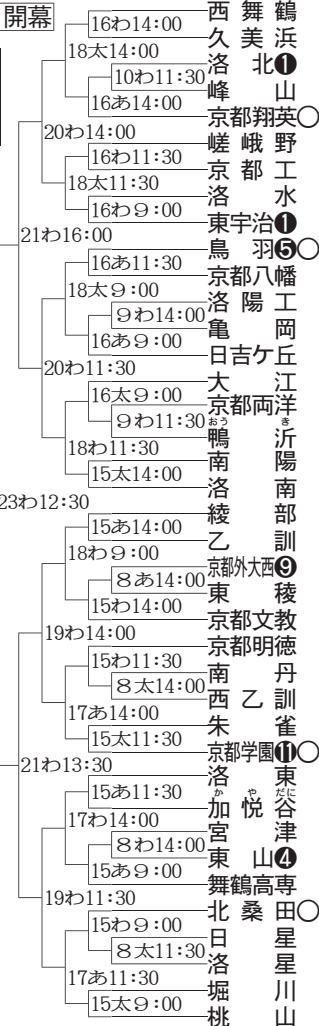 開幕
西舞鶴
16わ14:00
久美浜
18太14:00
洛北❶
10わ11:30
峰山
16あ14:00
京都翔英○
20わ14:00
嵯峨野
16わ11:30
京都工
18太11:30
洛水
16わ9:00
東宇治❶
21わ16:00
鳥羽❺○
16あ11:30
京都八幡
18太9:00
洛陽工
9わ14:00
亀岡
16あ9:00
日吉ケ丘
20わ11:30
大江
16太9:00
京都両洋
9わ11:30
おうき
鴨沂
18わ11:30
南陽
15太14:00
洛南
23わ12:30
綾部
15あ14:00
乙訓
18わ9:00
京都外大西❾
8あ14:00
東稜
15わ14:00
京都文教
19わ14:00
京都明徳
15わ11:30
南丹
8太14:00
西乙訓
17あ14:00
朱雀
15太11:30
京都学園⓫○
21わ13:30
洛東
15あ11:30
かやだに
加悦谷
17わ14:00
宮津
8わ14:00
東山❹
15あ9:00
舞鶴高専
19わ11:30
北桑田○
15わ9:00
日星
8太11:30
洛星
17あ11:30
堀川
15太9:00
桃山